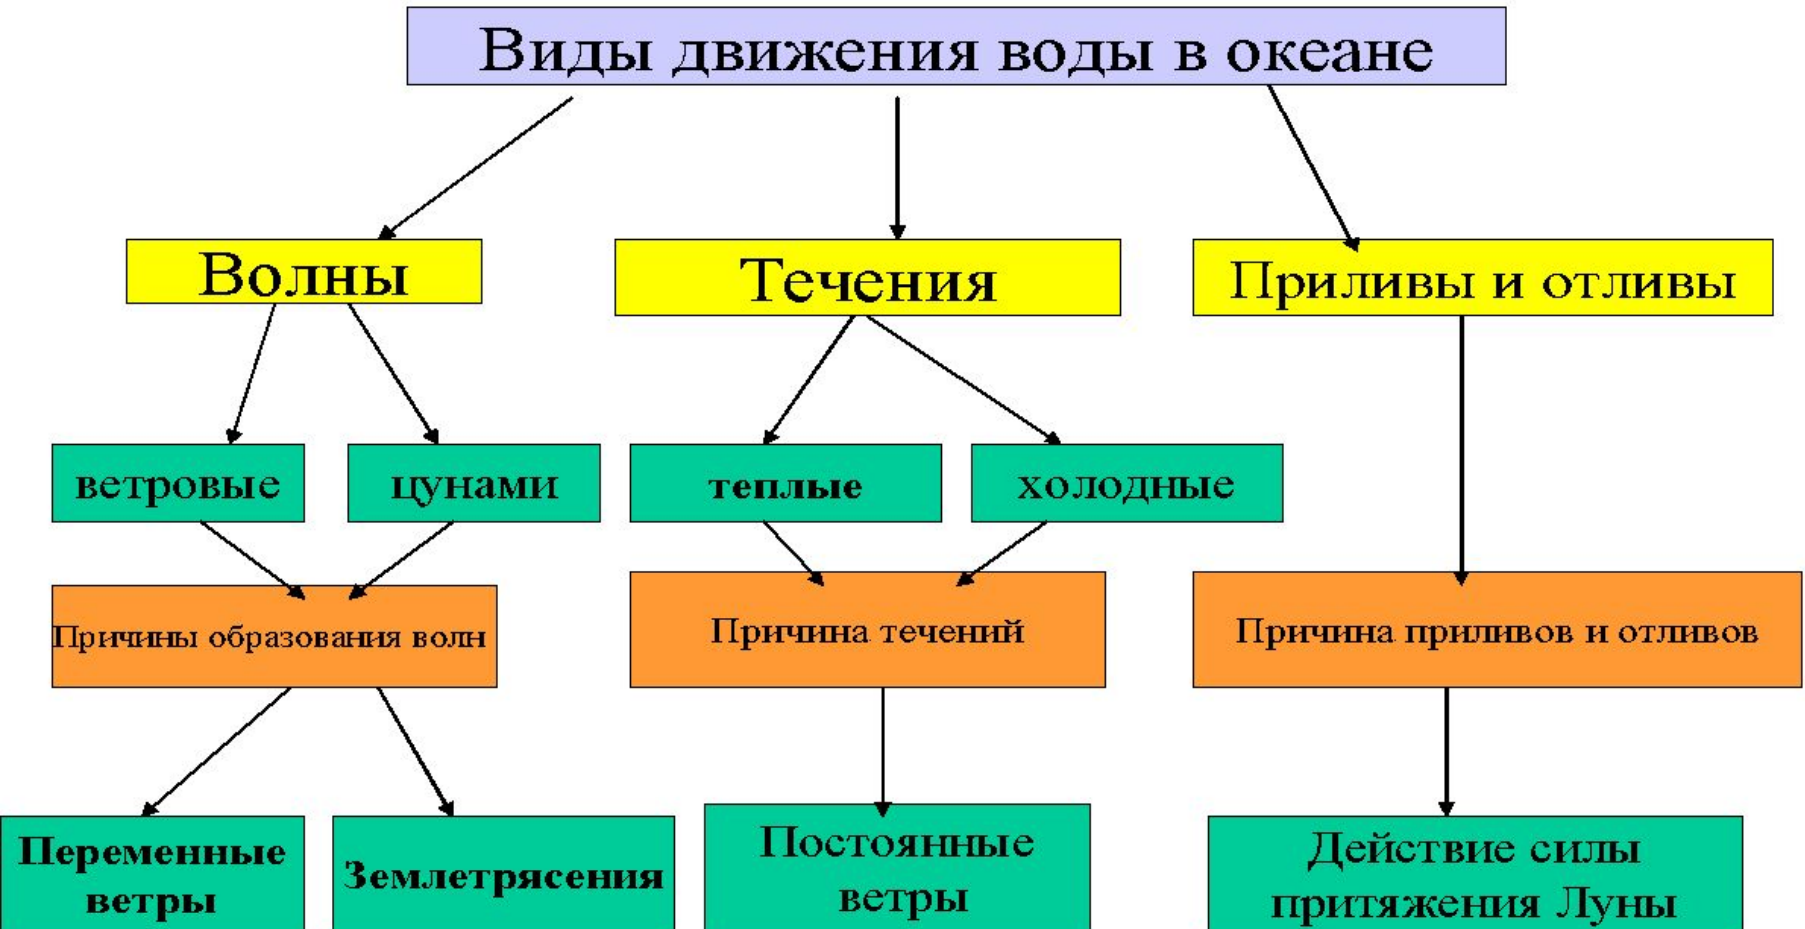 Виды движения воды в океане
Волны
Течения
Приливы и отливы
ветровые
цунами
теплые
холодные
Причины образования волн
Причина течений
Причина приливов и отливов
Переменные
ветры
Землетрясения
Постоянные
ветры
Действие силы
притяжения Луны